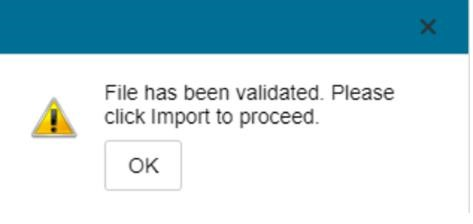 File has been validated. Please
click Import to proceed.
OK